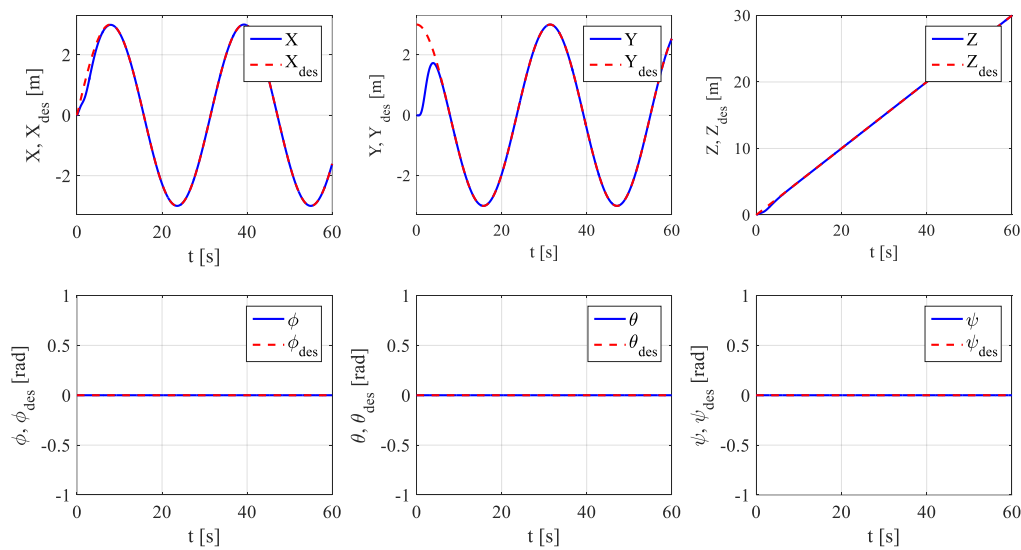 X, X_des [m]
2
0
-2
X
X_des
0
20
40
60
t [s]
Y, Y_des [m]
2
0
-2
Y
Y_des
0
20
40
60
t [s]
Z, Z_des [m]
30
20
10
0
Z
Z_des
0
20
40
60
t [s]
ϕ, ϕ_des [rad]
1
0.5
0
-0.5
-1
ϕ
ϕ_des
0
20
40
60
t [s]
θ, θ_des [rad]
1
0.5
0
-0.5
-1
θ
θ_des
0
20
40
60
t [s]
ψ, ψ_des [rad]
1
0.5
0
-0.5
-1
ψ
ψ_des
0
20
40
60
t [s]